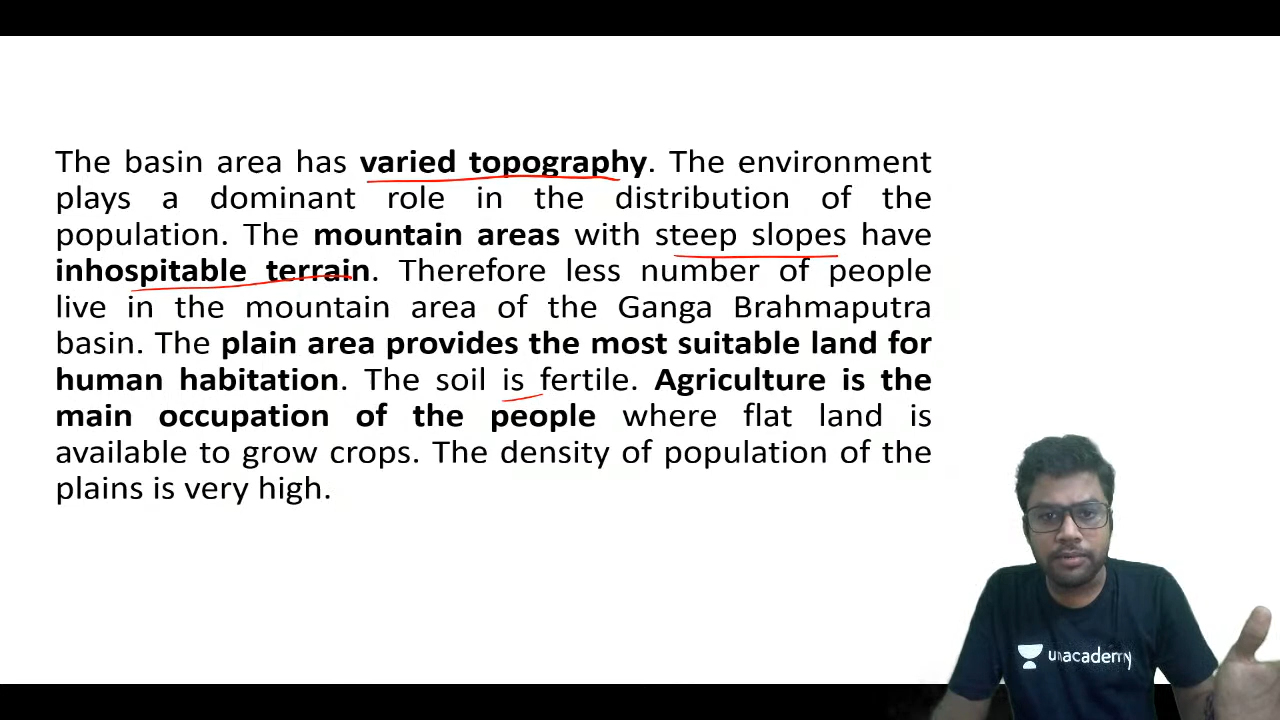 The basin area has varied topography. The environment
plays a dominant role in the distribution of the
population. The mountain areas with steep slopes have
inhospitable terrain. Therefore less number of people
live in the mountain area of the Ganga Brahmaputra
basin. The plain area provides the most suitable land for
human habitation. The soil is fertile. Agriculture is the
main occupation of the people where flat land is
available to grow crops. The density of population of the
plains is very high.
unacademy